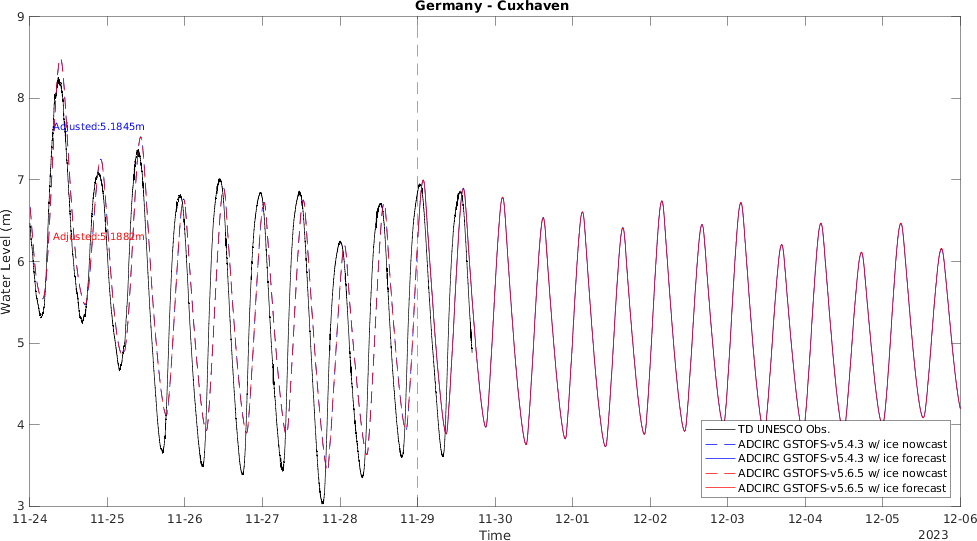 Germany - Cuxhaven
9
8
7
6
5
4
3
Water Level (m)
Adjusted:5.1845m
Adjusted:5.1882m
TD UNESCO Obs.
ADCIRC GSTOFS-v5.4.3 w/ ice nowcast
ADCIRC GSTOFS-v5.4.3 w/ ice forecast
ADCIRC GSTOFS-v5.6.5 w/ ice nowcast
ADCIRC GSTOFS-v5.6.5 w/ ice forecast
11-24 11-25 11-26 11-27 11-28 11-29 11-30 12-01 12-02 12-03 12-04 12-05 12-06
Time
2023